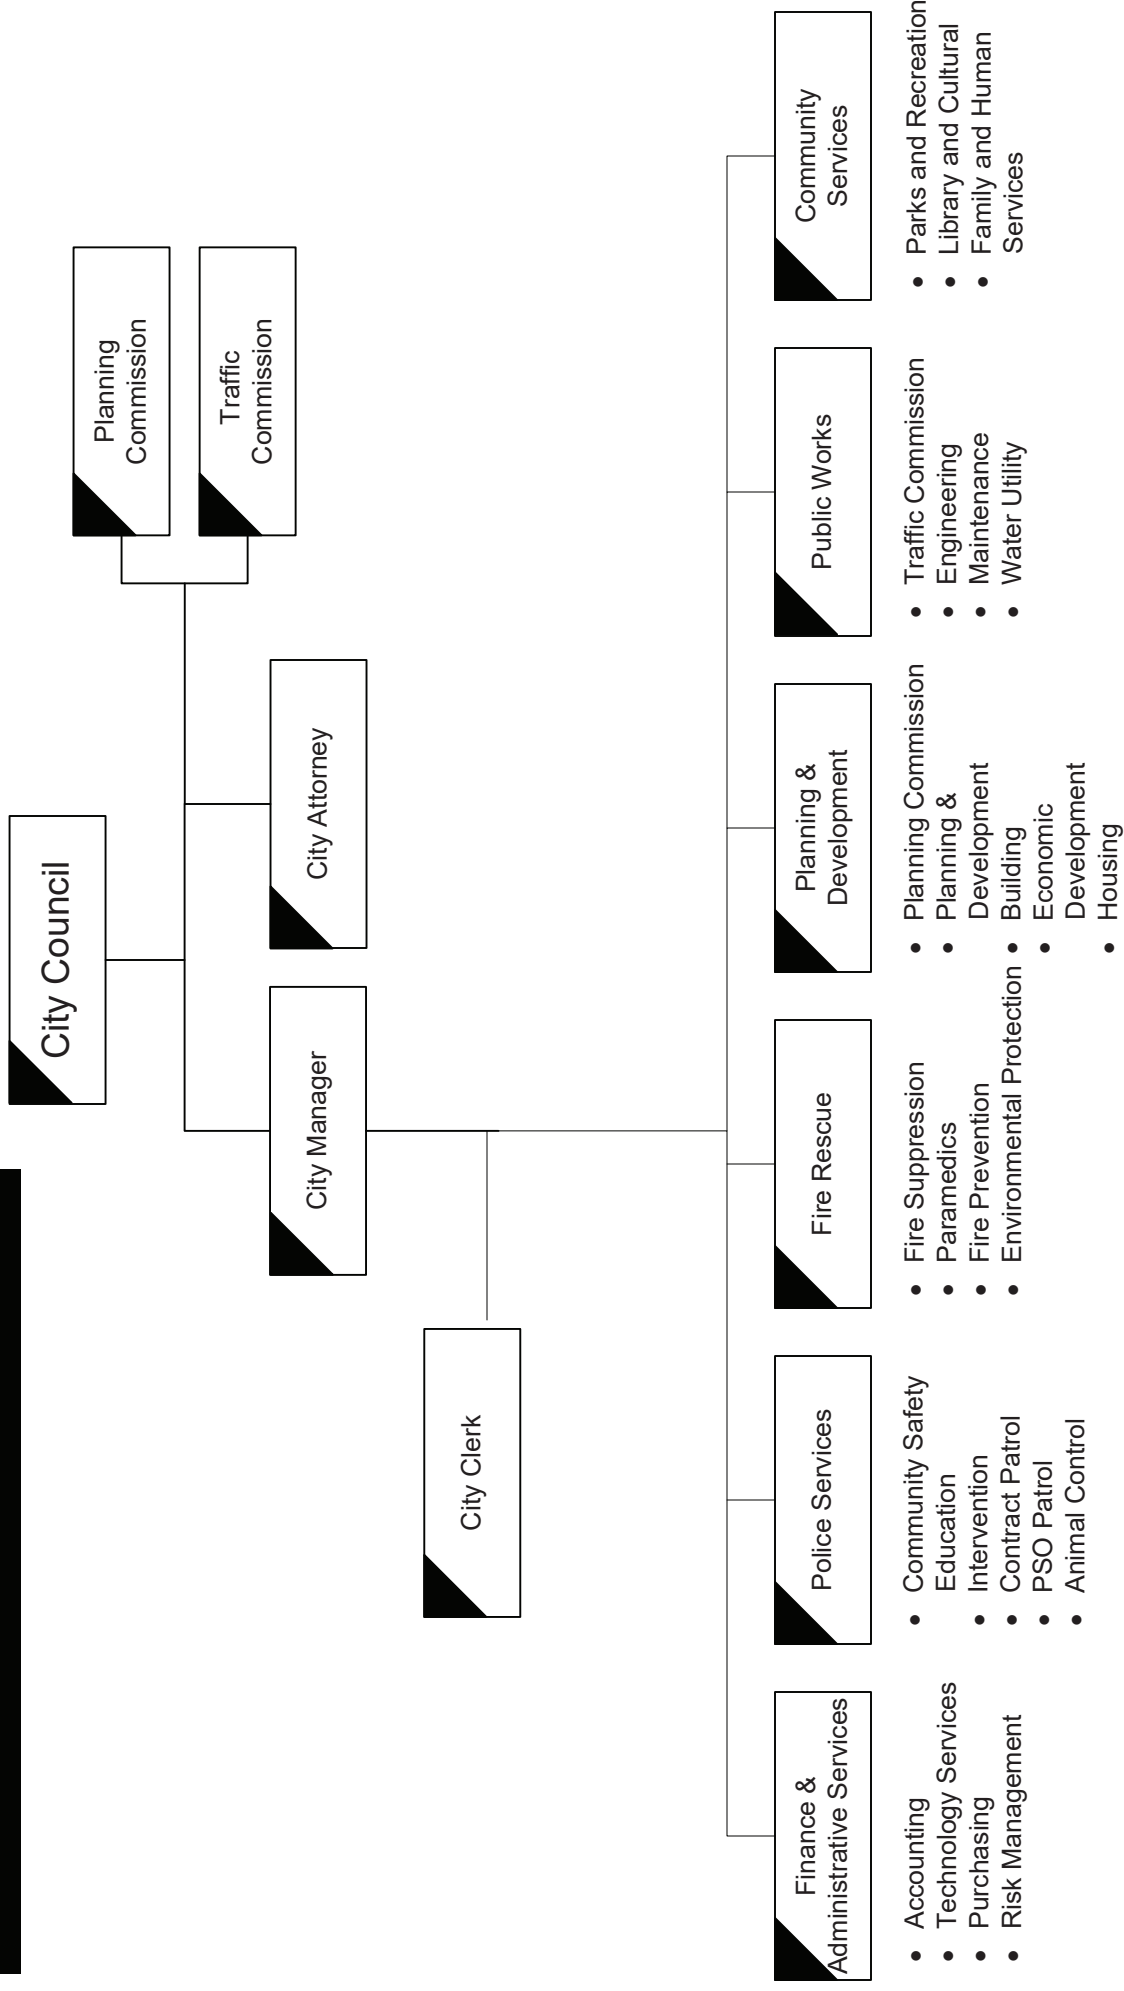 City Council
Planning
Commission
Traffic
Commission
City Manager
City Attorney
City Clerk
Finance &
Administrative Services
• Accounting
• Technology Services
• Purchasing
• Risk Management
Police Services
• Community Safety
Education
• Intervention
• Contract Patrol
• PSO Patrol
• Animal Control
Fire Rescue
• Fire Suppression
• Paramedics
• Fire Prevention
• Environmental Protection
Planning &
Development
• Planning Commission
• Planning &
Development
• Building
• Economic
Development
• Housing
Public Works
• Traffic Commission
• Engineering
• Maintenance
• Water Utility
Community
Services
• Parks and Recreation
• Library and Cultural
• Family and Human
Services